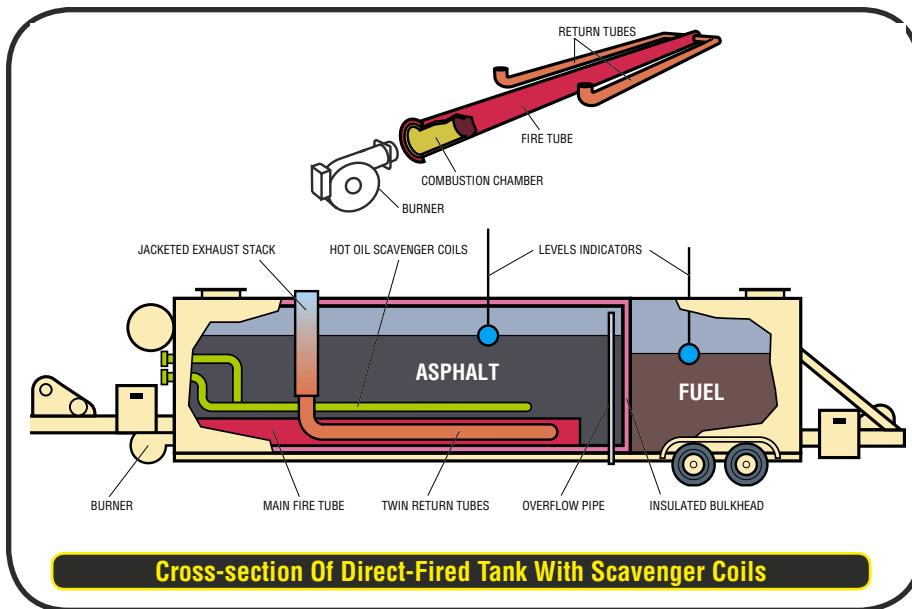 RETURN TUBES
FIRE TUBE
COMBUSTION CHAMBER
BURNER
JACKETED EXHAUST STACK
HOT OIL SCAVENGER COILS
LEVELS INDICATORS
ASPHALT
FUEL
BURNER
MAIN FIRE TUBE
TWIN RETURN TUBES
OVERFLOW PIPE
INSULATED BULKHEAD
Cross-section Of Direct-Fired Tank With Scavenger Coils